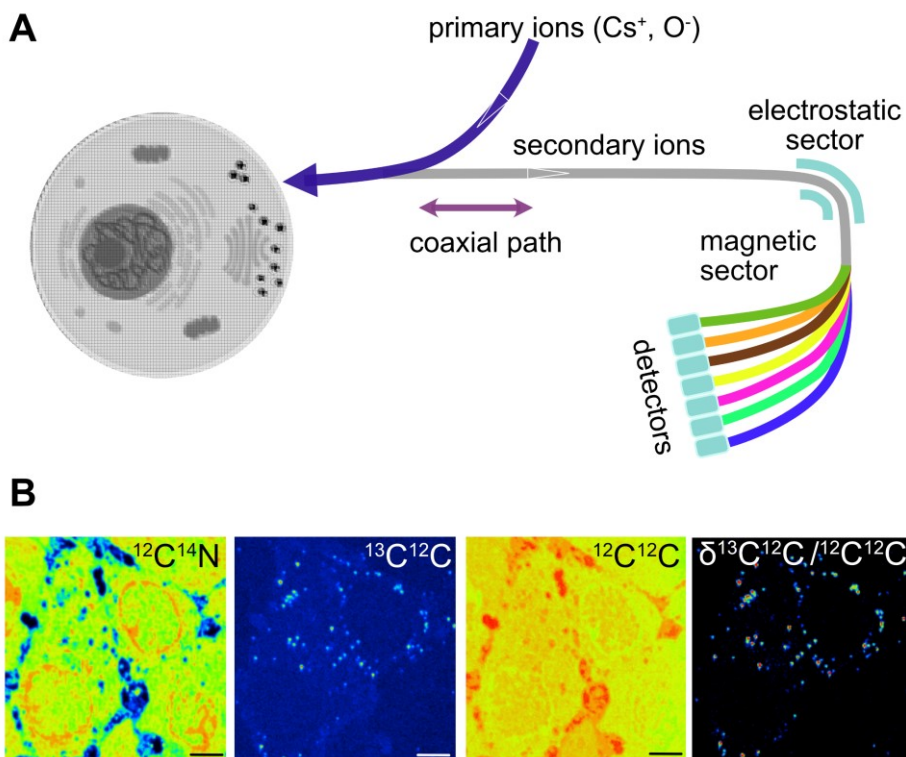 A
primary ions (Cs⁺, O⁻)
electrostatic
sector
secondary ions
coaxial path
magnetic
sector
detectors
B
¹²C¹⁴N
¹³C¹²C
¹²C¹²C
δ¹³C¹²C/¹²C¹²C